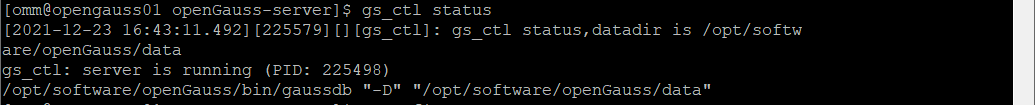 [omm@opengauss01 openGauss-server]$ gs_ctl status
[2021-12-23 16:43:11.492][225579][][gs_ctl]: gs_ctl status,datadir is /opt/softw
are/openGauss/data
gs_ctl: server is running (PID: 225498)
/opt/software/openGauss/bin/gaussdb "-D" "/opt/software/openGauss/data"